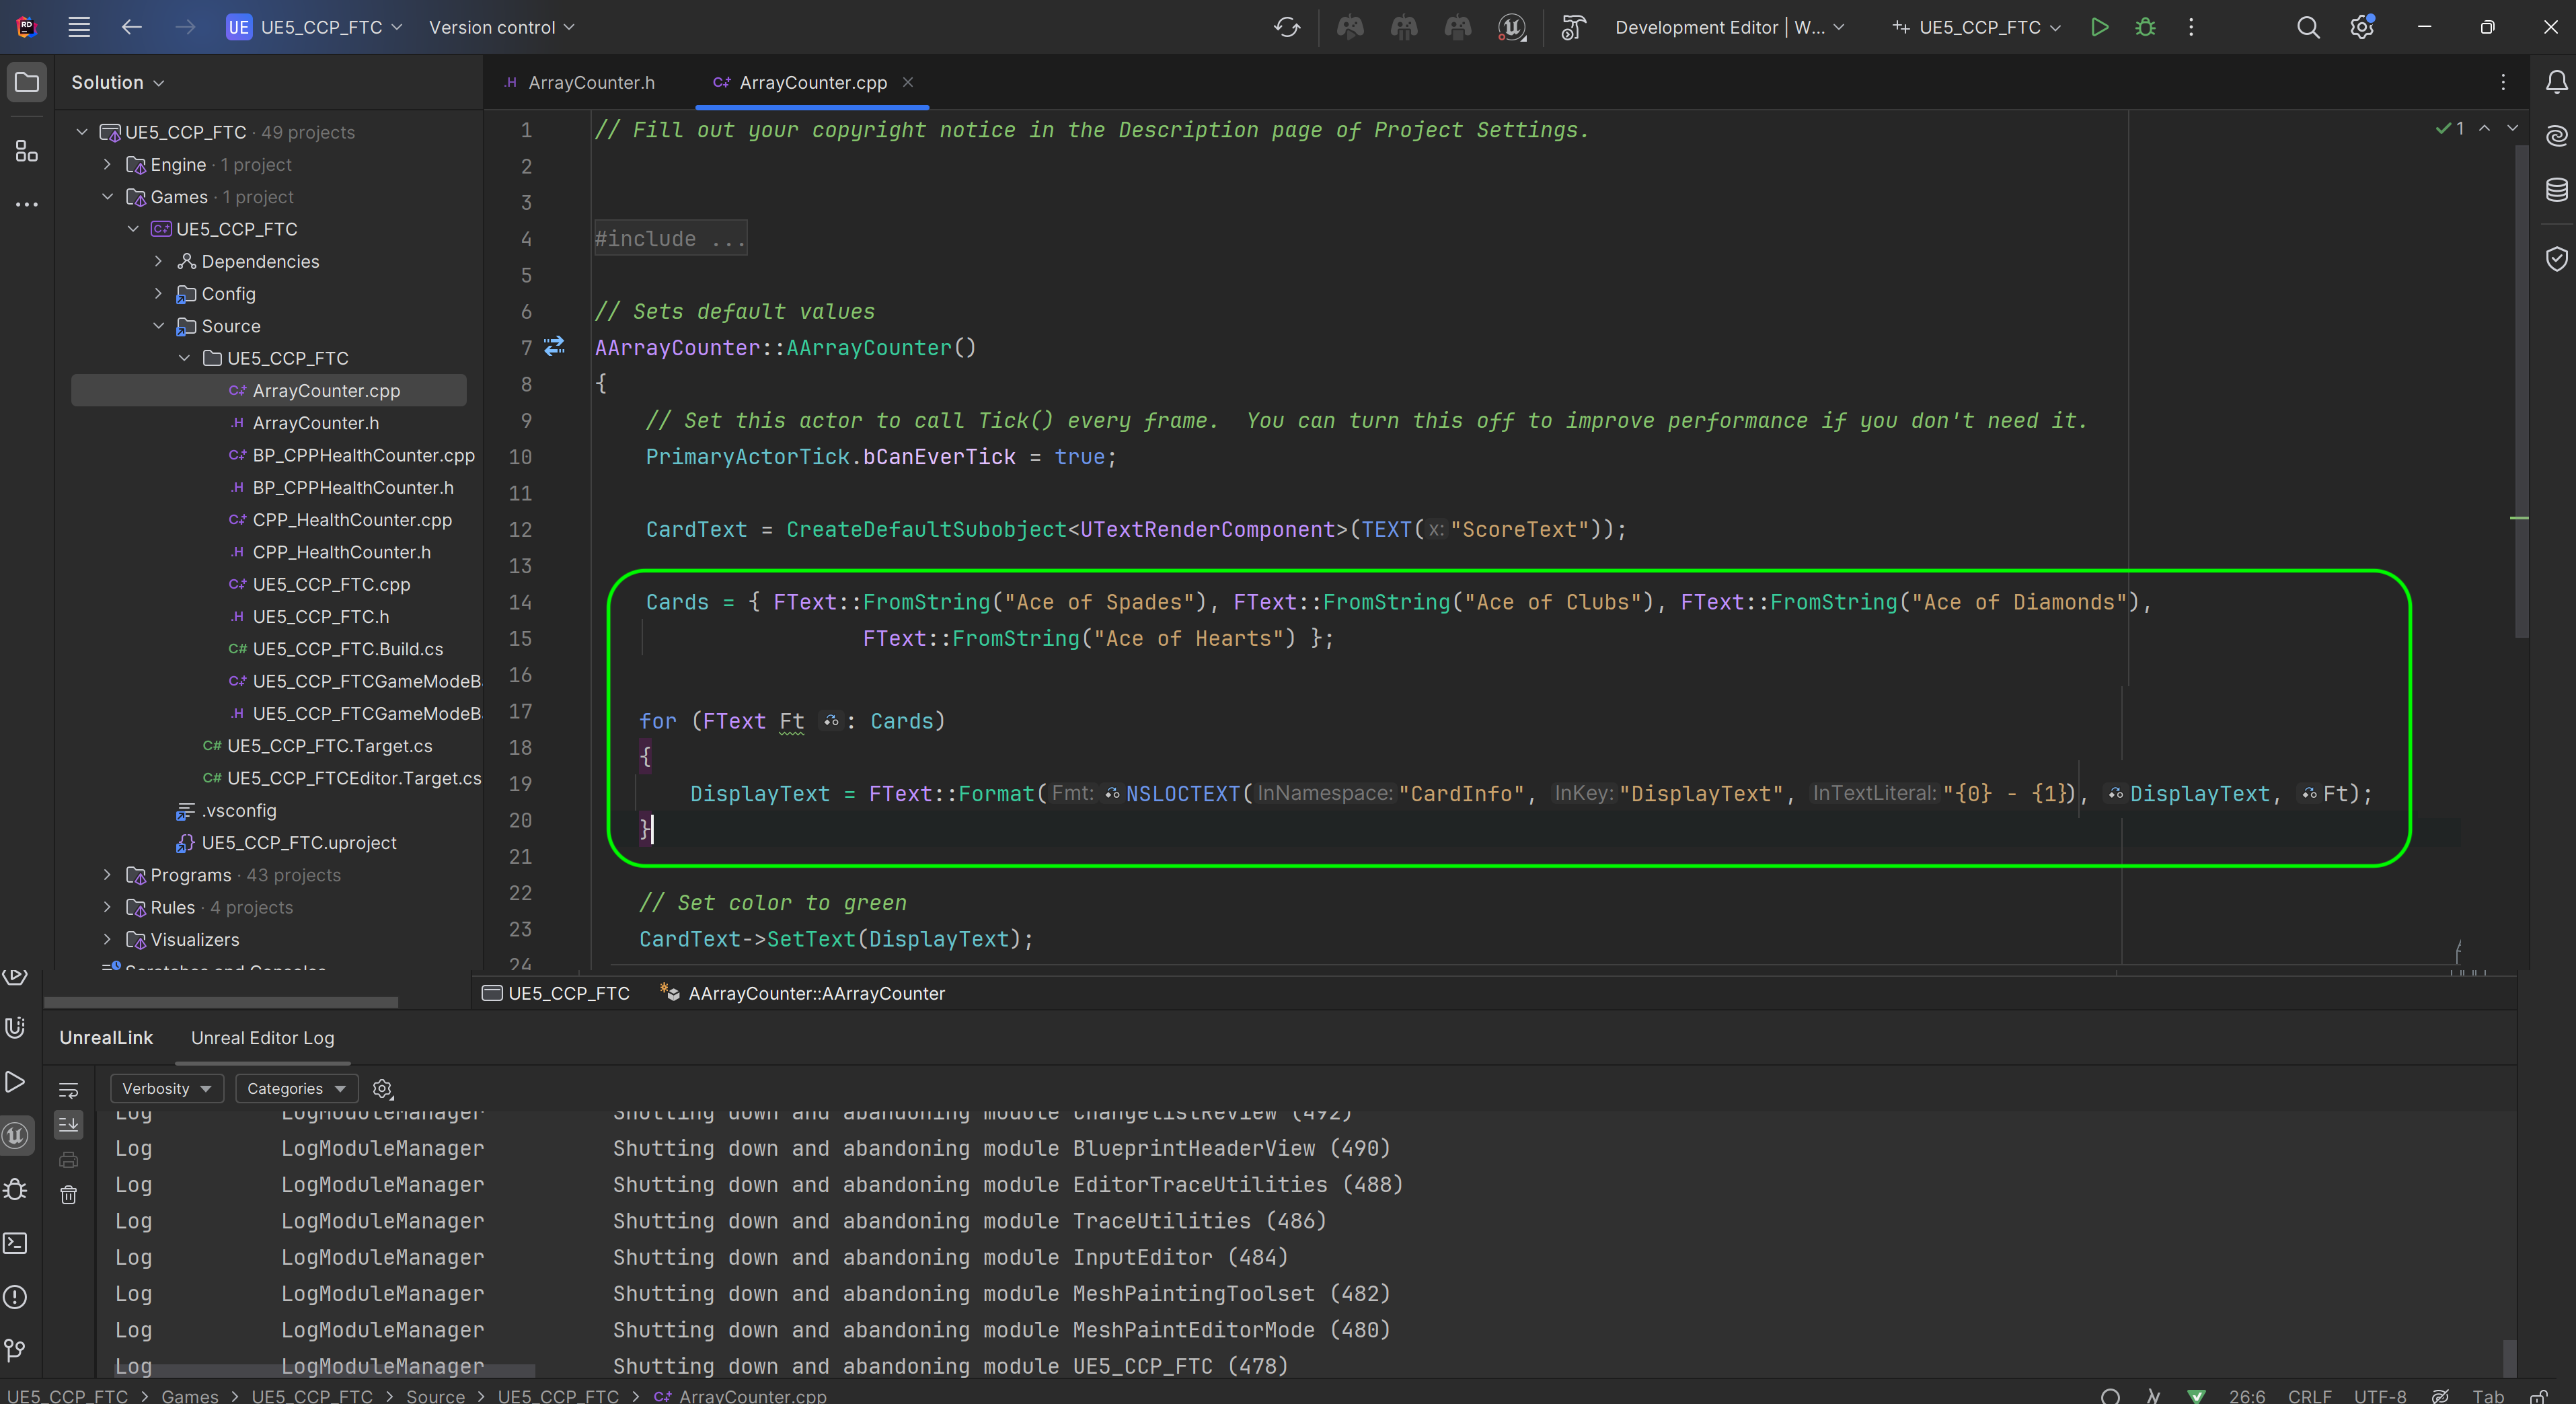 UE UE5_CCP_FTC Version control Development Editor | W... UE5_CCP_FTC
Solution
ArrayCounter.h ArrayCounter.cpp
UE5_CCP_FTC · 49 projects
Engine · 1 project
Games · 1 project
UE5_CCP_FTC
Dependencies
Config
Source
UE5_CCP_FTC
C++ ArrayCounter.cpp
.H ArrayCounter.h
C++ BP_CPPHealthCounter.cpp
.H BP_CPPHealthCounter.h
C++ CPP_HealthCounter.cpp
.H CPP_HealthCounter.h
C++ UE5_CCP_FTC.cpp
.H UE5_CCP_FTC.h
C# UE5_CCP_FTC.Build.cs
C++ UE5_CCP_FTCGameModeB
.H UE5_CCP_FTCGameModeB
C# UE5_CCP_FTC.Target.cs
C# UE5_CCP_FTCEditor.Target.cs
.vsconfig
UE5_CCP_FTC.uproject
Programs · 43 projects
Rules · 4 projects
Visualizers
Scratches and Consoles
1 // Fill out your copyright notice in the Description page of Project Settings.
2
3
4 #include ...
5
6 // Sets default values
7 AArrayCounter::AArrayCounter()
8 {
9 // Set this actor to call Tick() every frame.  You can turn this off to improve performance if you don't need it.
10 PrimaryActorTick.bCanEverTick = true;
11
12 CardText = CreateDefaultSubobject<UTextRenderComponent>(TEXT(x:"ScoreText"));
13
14 Cards = { FText::FromString("Ace of Spades"), FText::FromString("Ace of Clubs"), FText::FromString("Ace of Diamonds"),
15 FText::FromString("Ace of Hearts") };
16
17 for (FText Ft : Cards)
18 {
19 DisplayText = FText::Format(Fmt: NSLOCTEXT(InNamespace:"CardInfo", InKey:"DisplayText", InTextLiteral:"{0} - {1}), DisplayText, Ft);
20 }
21
22 // Set color to green
23 CardText->SetText(DisplayText);
24
1
UE5_CCP_FTC AArrayCounter::AArrayCounter
UnrealLink Unreal Editor Log
Verbosity Categories
Log LogModuleManager Shutting down and abandoning module ChangelistReview (492)
Log LogModuleManager Shutting down and abandoning module BlueprintHeaderView (490)
Log LogModuleManager Shutting down and abandoning module EditorTraceUtilities (488)
Log LogModuleManager Shutting down and abandoning module TraceUtilities (486)
Log LogModuleManager Shutting down and abandoning module InputEditor (484)
Log LogModuleManager Shutting down and abandoning module MeshPaintingToolset (482)
Log LogModuleManager Shutting down and abandoning module MeshPaintEditorMode (480)
Log LogModuleManager Shutting down and abandoning module UE5_CCP_FTC (478)
UE5_CCP_FTC > Games > UE5_CCP_FTC > Source > UE5_CCP_FTC > C++ ArrayCounter.cpp 26:6 CRLF UTF-8 Tab